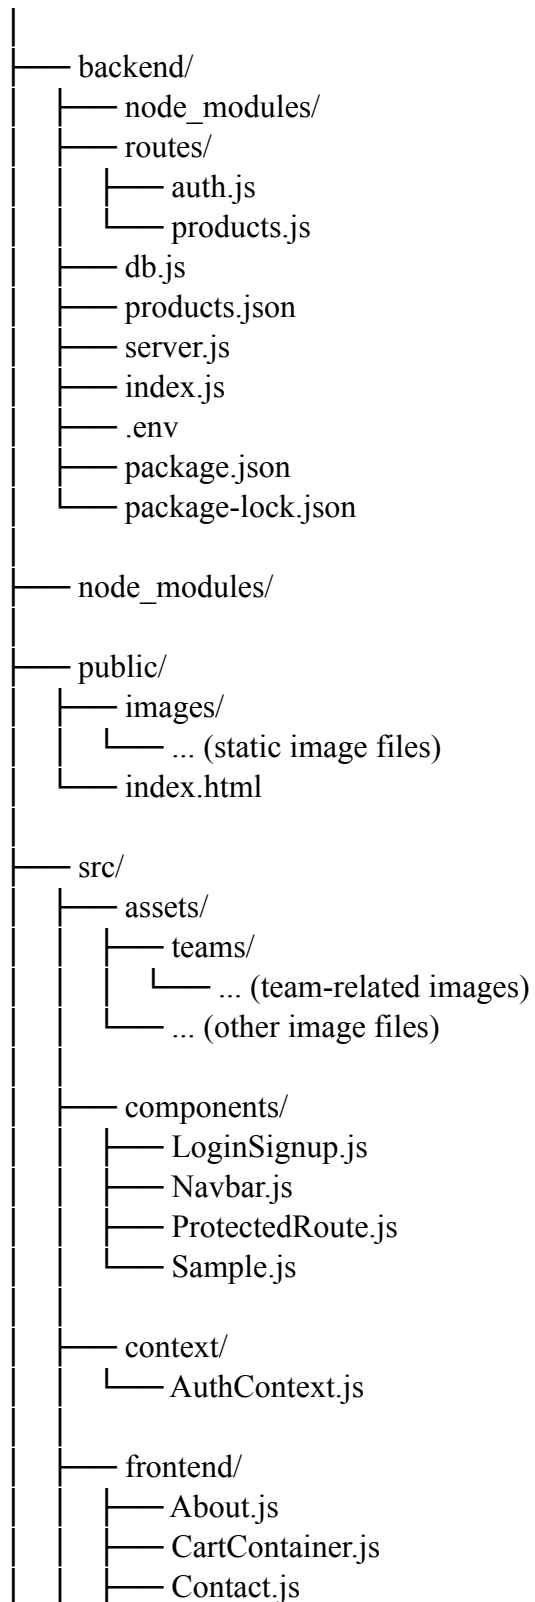 backend/
node_modules/
routes/
auth.js
products.js
db.js
products.json
server.js
index.js
.env
package.json
package-lock.json
node_modules/
public/
images/
... (static image files)
index.html
src/
assets/
teams/
... (team-related images)
... (other image files)
components/
LoginSignup.js
Navbar.js
ProtectedRoute.js
Sample.js
context/
AuthContext.js
frontend/
About.js
CartContainer.js
Contact.js